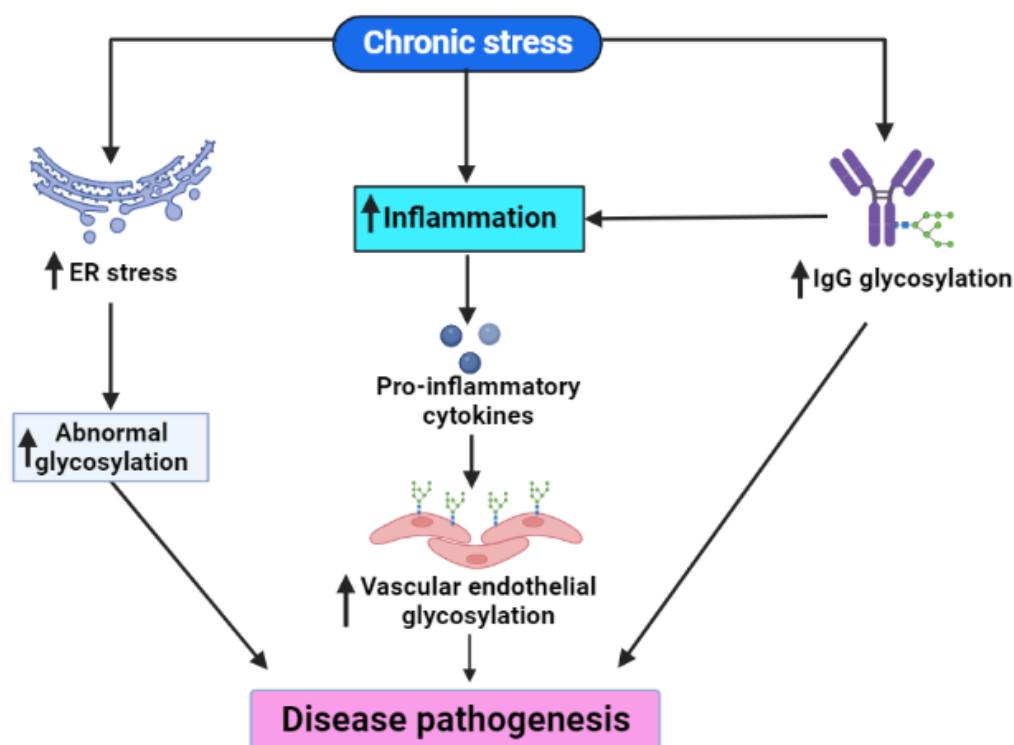 Chronic stress
Inflammation
ER stress
IgG glycosylation
Pro-inflammatory
cytokines
Abnormal
glycosylation
Vascular endothelial
glycosylation
Disease pathogenesis